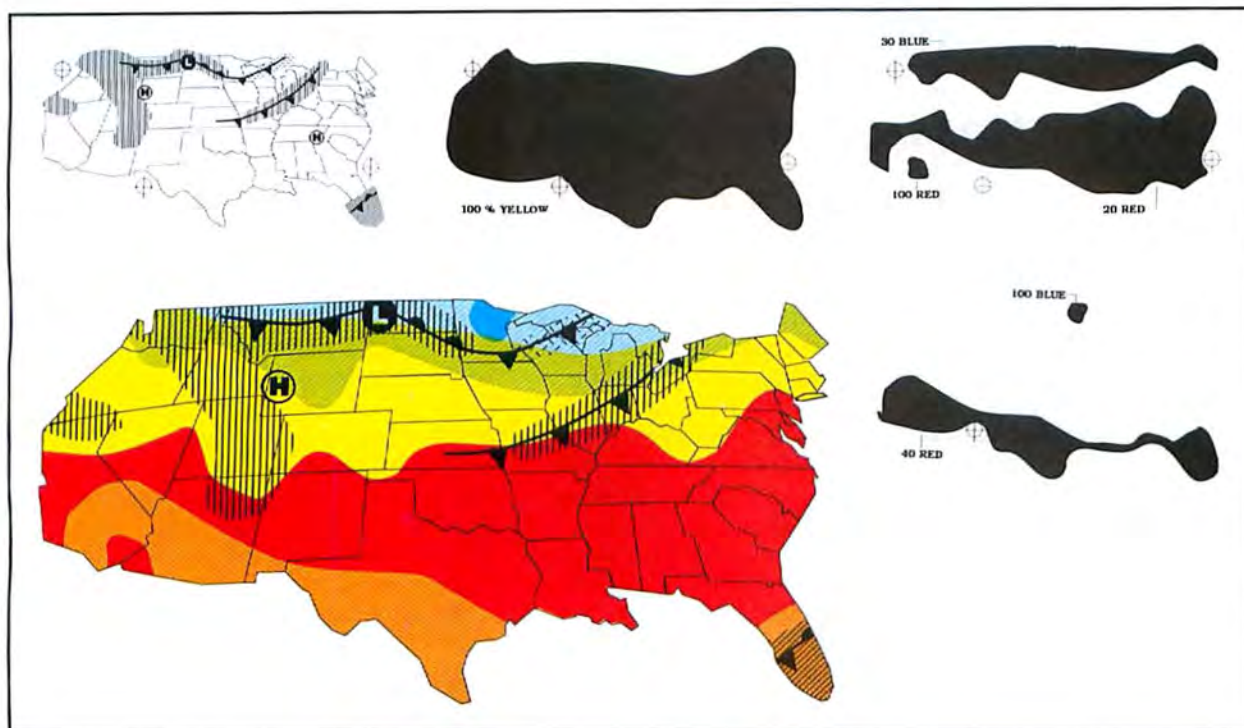 L
H
H
100 % YELLOW
30 BLUE
100 RED
20 RED
L
H
100 BLUE
40 RED